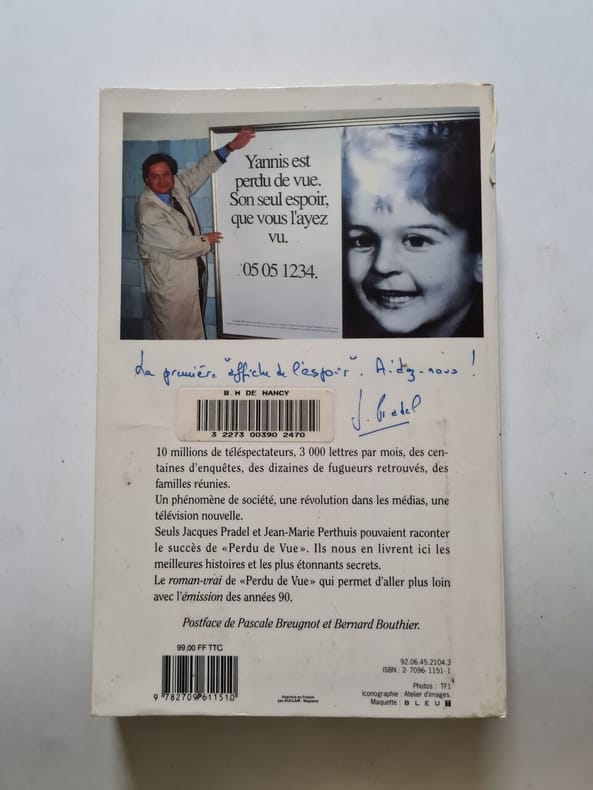 Yannis est
perdu de vue.
Son seul espoir,
que vous l'ayez
vu.
05 05 1234.
La première "affiche de l'espoir". Aidez-nous !
J. Pradel
B.H DE NANCY
3 2273 00390 2470
10 millions de téléspectateurs, 3 000 lettres par mois, des cen-
taines d'enquêtes, des dizaines de fugueurs retrouvés, des
familles réunies.
Un phénomène de société, une révolution dans les médias, une
télévision nouvelle.
Seuls Jacques Pradel et Jean-Marie Perthuis pouvaient raconter
le succès de «Perdu de Vue». Ils nous en livrent ici les
meilleures histoires et les plus étonnants secrets.
Le roman-vrai de «Perdu de Vue» qui permet d'aller plus loin
avec l'émission des années 90.
Postface de Pascale Breugnot et Bernard Bouthier.
99,00 FF TTC
9 782709 611510
Imprimé en France
92.06.45.2104.3
ISBN : 2-7096-1151-1
Photos : TF1
Iconographie : Atelier d'images.
Maquette : BLEU T